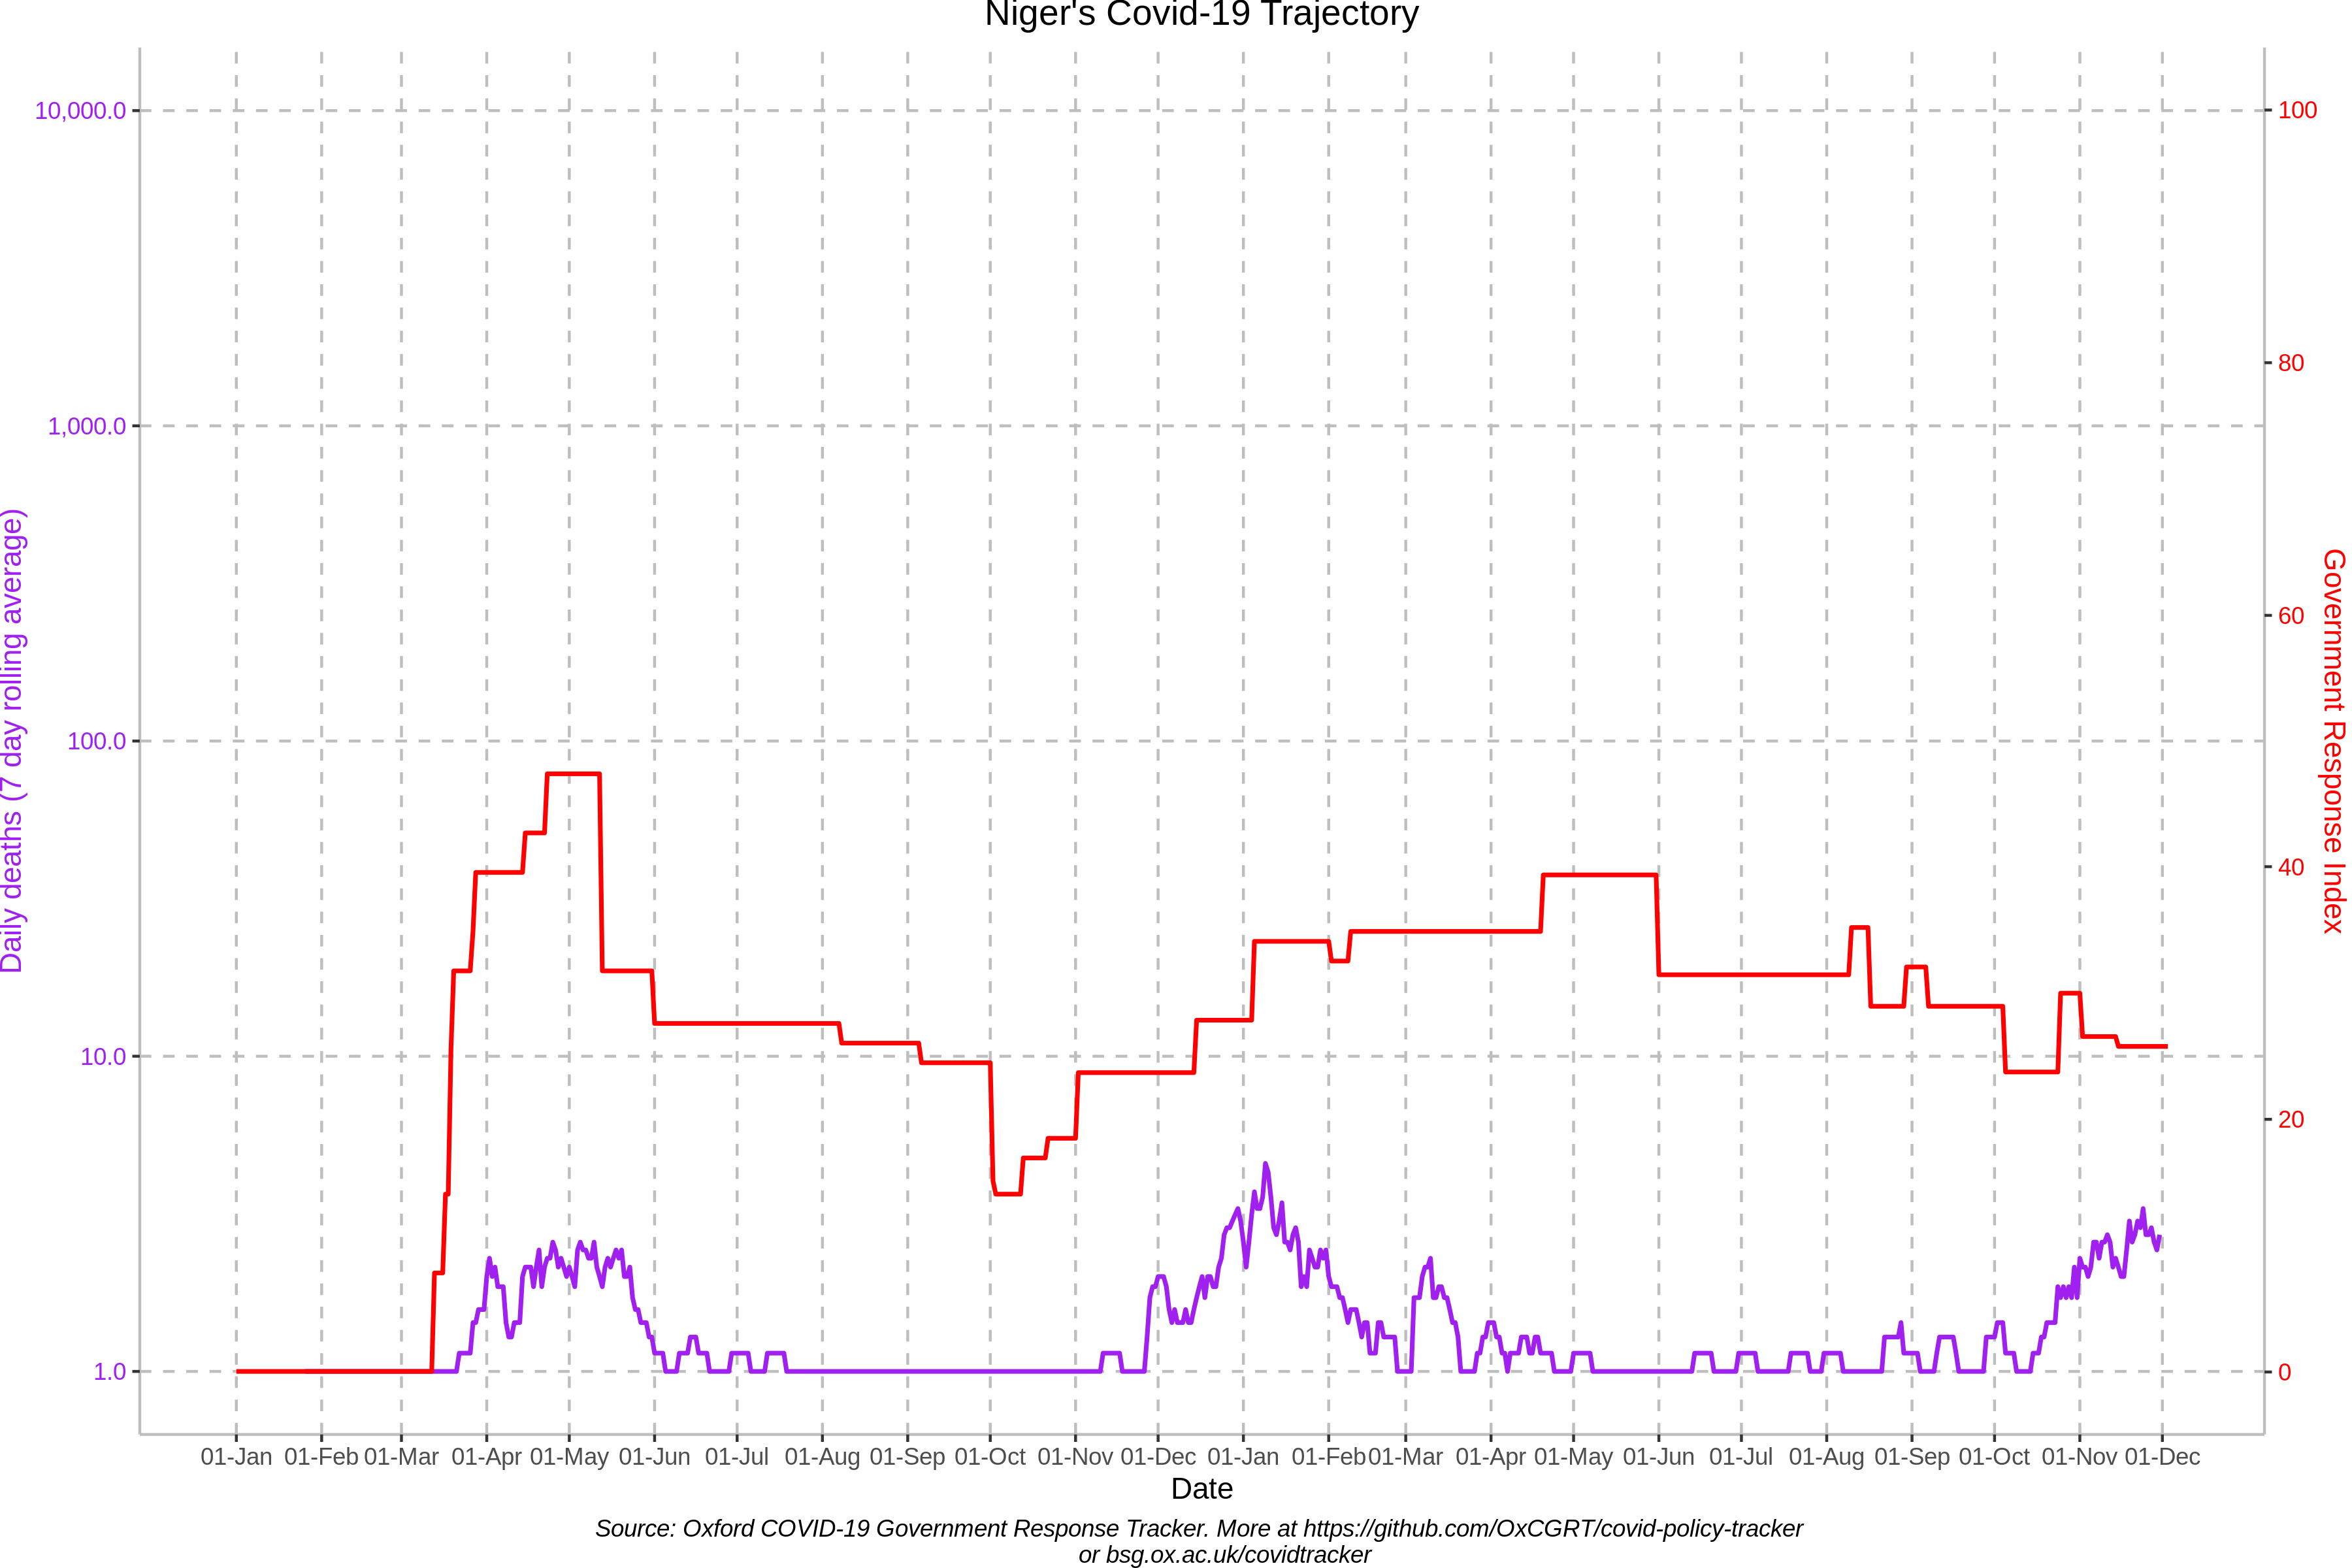 Niger's Covid-19 Trajectory
10,000.0
1,000.0
100.0
10.0
1.0
Daily deaths (7 day rolling average)
100
80
60
40
20
0
Government Response Index
01-Jan 01-Feb 01-Mar 01-Apr 01-May 01-Jun 01-Jul 01-Aug 01-Sep 01-Oct 01-Nov 01-Dec 01-Jan 01-Feb 01-Mar 01-Apr 01-May 01-Jun 01-Jul 01-Aug 01-Sep 01-Oct 01-Nov 01-Dec
Date
Source: Oxford COVID-19 Government Response Tracker. More at https://github.com/OxCGRT/covid-policy-tracker
or bsg.ox.ac.uk/covidtracker